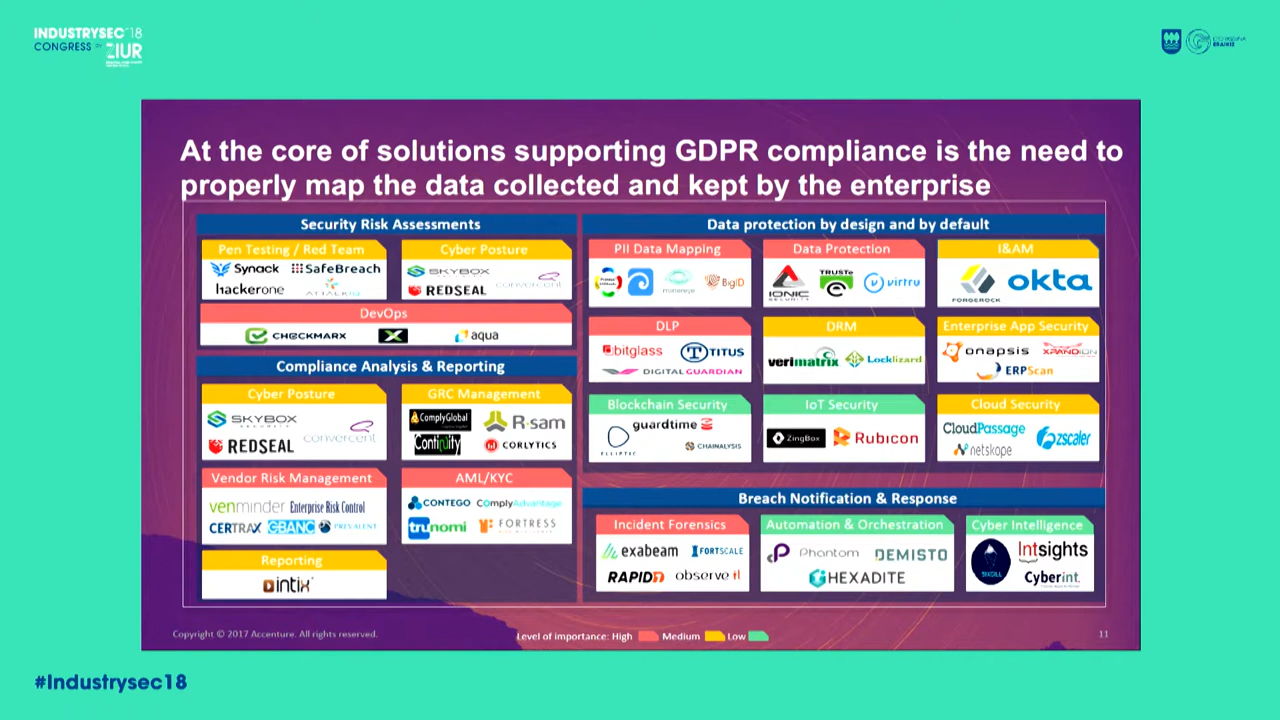 INDUSTRYSEC'18
CONGRESS BY ZIUR
At the core of solutions supporting GDPR compliance is the need to
properly map the data collected and kept by the enterprise
Security Risk Assessments
Pen Testing / Red Team
Synack
SafeBreach
hackerone
ATTACKIQ
Cyber Posture
SKYBOX
REDSEAL
convercent
DevOps
CHECKMARX
X
aqua
Compliance Analysis & Reporting
Cyber Posture
SKYBOX
SECURITY
REDSEAL
convercent
GRC Management
ComplyGlobal
R·sam
Continuity
CORLYTICS
Vendor Risk Management
venminder
Enterprise Risk Control
CERTRAX
GBANC
PREVALENT
AML/KYC
CONTEGO
ComplyAdvantage
trunomi
FORTRESS
Reporting
intix
Data protection by design and by default
PII Data Mapping
minereye
BigID
Data Protection
IONIC
SECURITY
TRUSTe
virtru
I&AM
FORGEROCK
okta
DLP
bitglass
TITUS
DIGITAL GUARDIAN
DRM
verimatrix
Locklizard
Enterprise App Security
onapsis
XPANDION
ERPScan
Blockchain Security
guardtime
ELLIPTIC
CHAINALYSIS
IoT Security
ZingBox
Rubicon
Cloud Security
CloudPassage
netskope
zscaler
Breach Notification & Response
Incident Forensics
exabeam
FORTSCALE
RAPID7
observe it
Automation & Orchestration
Phantom
DEMISTO
HEXADITE
Cyber Intelligence
SIXGILL
Intsights
Cyberint.
Copyright © 2017 Accenture. All rights reserved.
Level of importance: High Medium Low
11
#Industrysec18